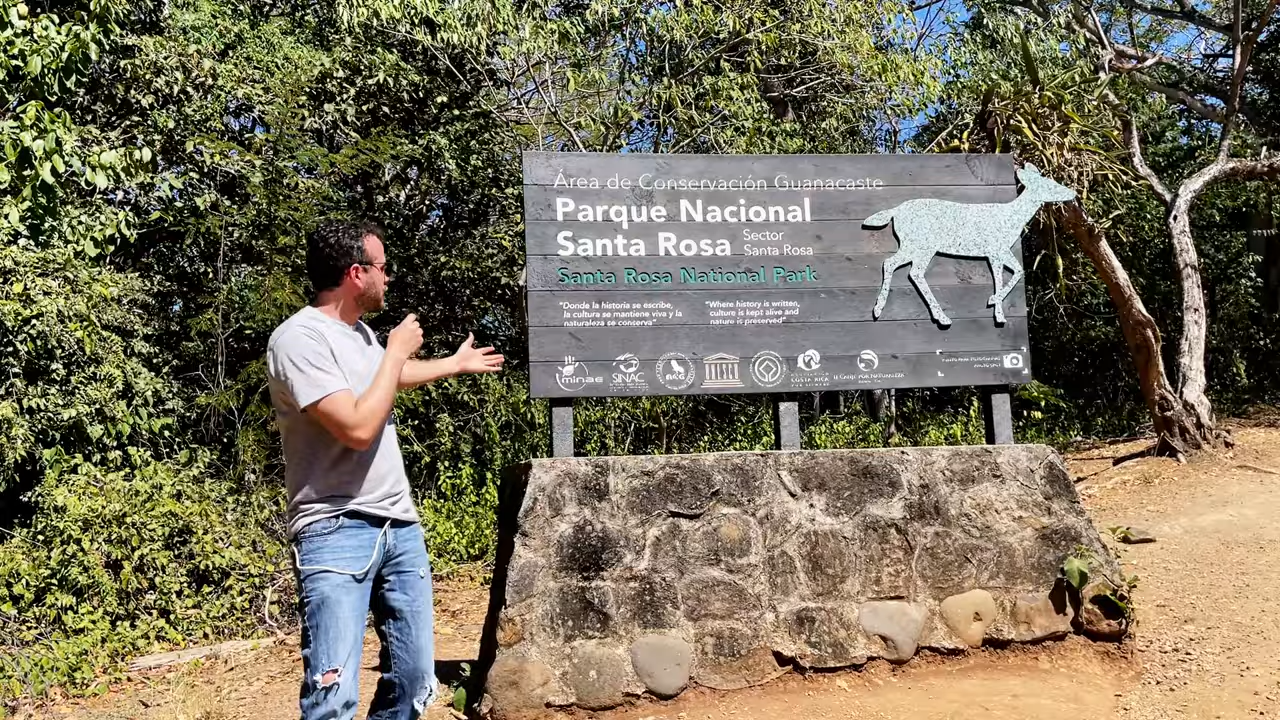 Área de Conservación Guanacaste
Parque Nacional
Santa Rosa
Sector
Santa Rosa
Santa Rosa National Park
"Donde la historia se escribe,
la cultura se mantiene viva y la
naturaleza se conserva"
"Where history is written,
culture is kept alive and
nature is preserved"
minae
SINAC
COSTA RICA